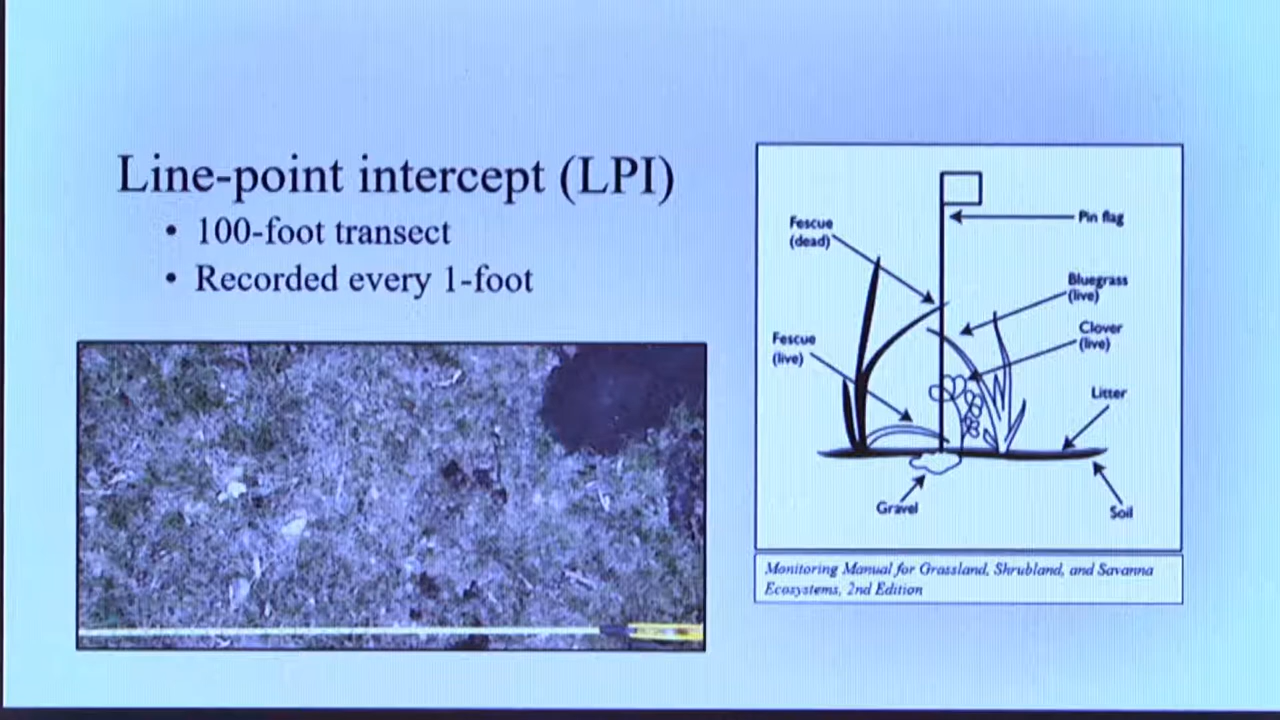 Line-point intercept (LPI)
• 100-foot transect
• Recorded every 1-foot
Pin flag
Fescue
(dead)
Bluegrass
(live)
Clover
(live)
Fescue
(live)
Litter
Gravel
Soil
Monitoring Manual for Grassland, Shrubland, and Savanna
Ecosystems, 2nd Edition